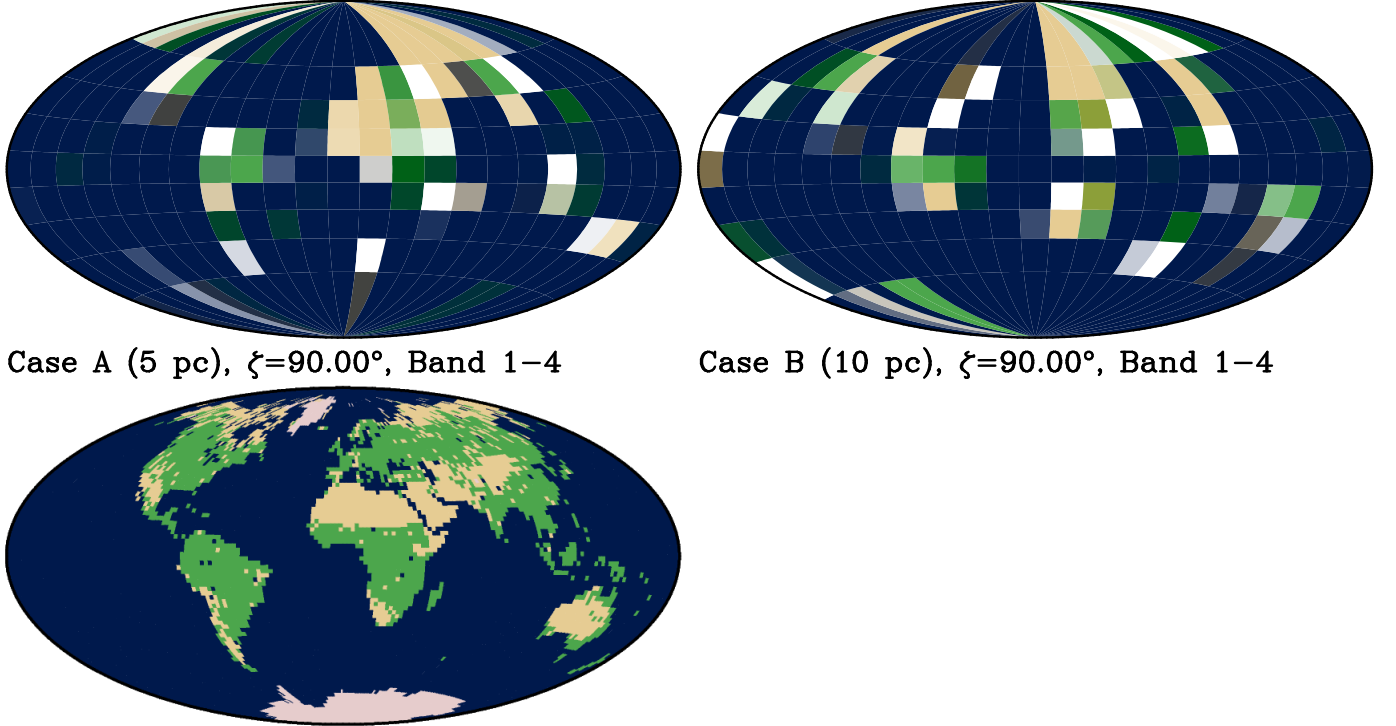 Case A (5 pc), ζ=90.00°, Band 1−4
Case B (10 pc), ζ=90.00°, Band 1−4